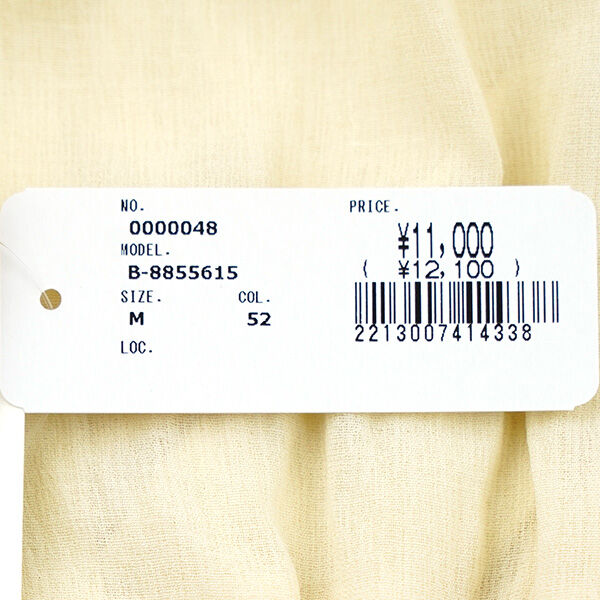 NO.
0000048
MODEL.
B-8855615
SIZE. COL.
M 52
LOC.
PRICE.
¥11,000
( ¥12,100 )
2213007414338